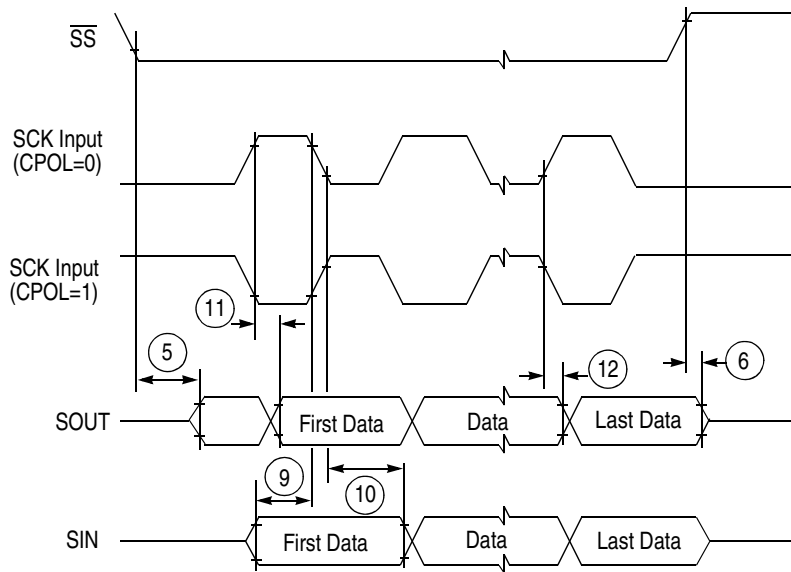 SS
SCK Input
(CPOL=0)
SCK Input
(CPOL=1)
11
5
12
6
SOUT
First Data
Data
Last Data
9
10
SIN
First Data
Data
Last Data